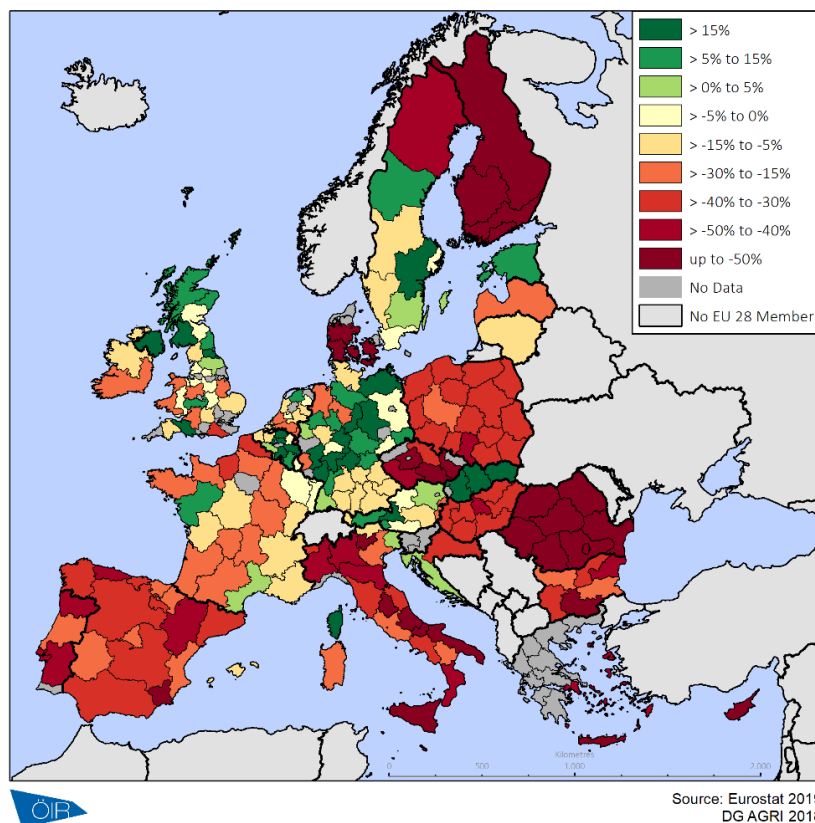 > 15%
> 5% to 15%
> 0% to 5%
> -5% to 0%
> -15% to -5%
> -30% to -15%
> -40% to -30%
> -50% to -40%
up to -50%
No Data
No EU 28 Member
Kilometres
0 500 1.000 2.000
ÖIR
Source: Eurostat 2019
DG AGRI 2018